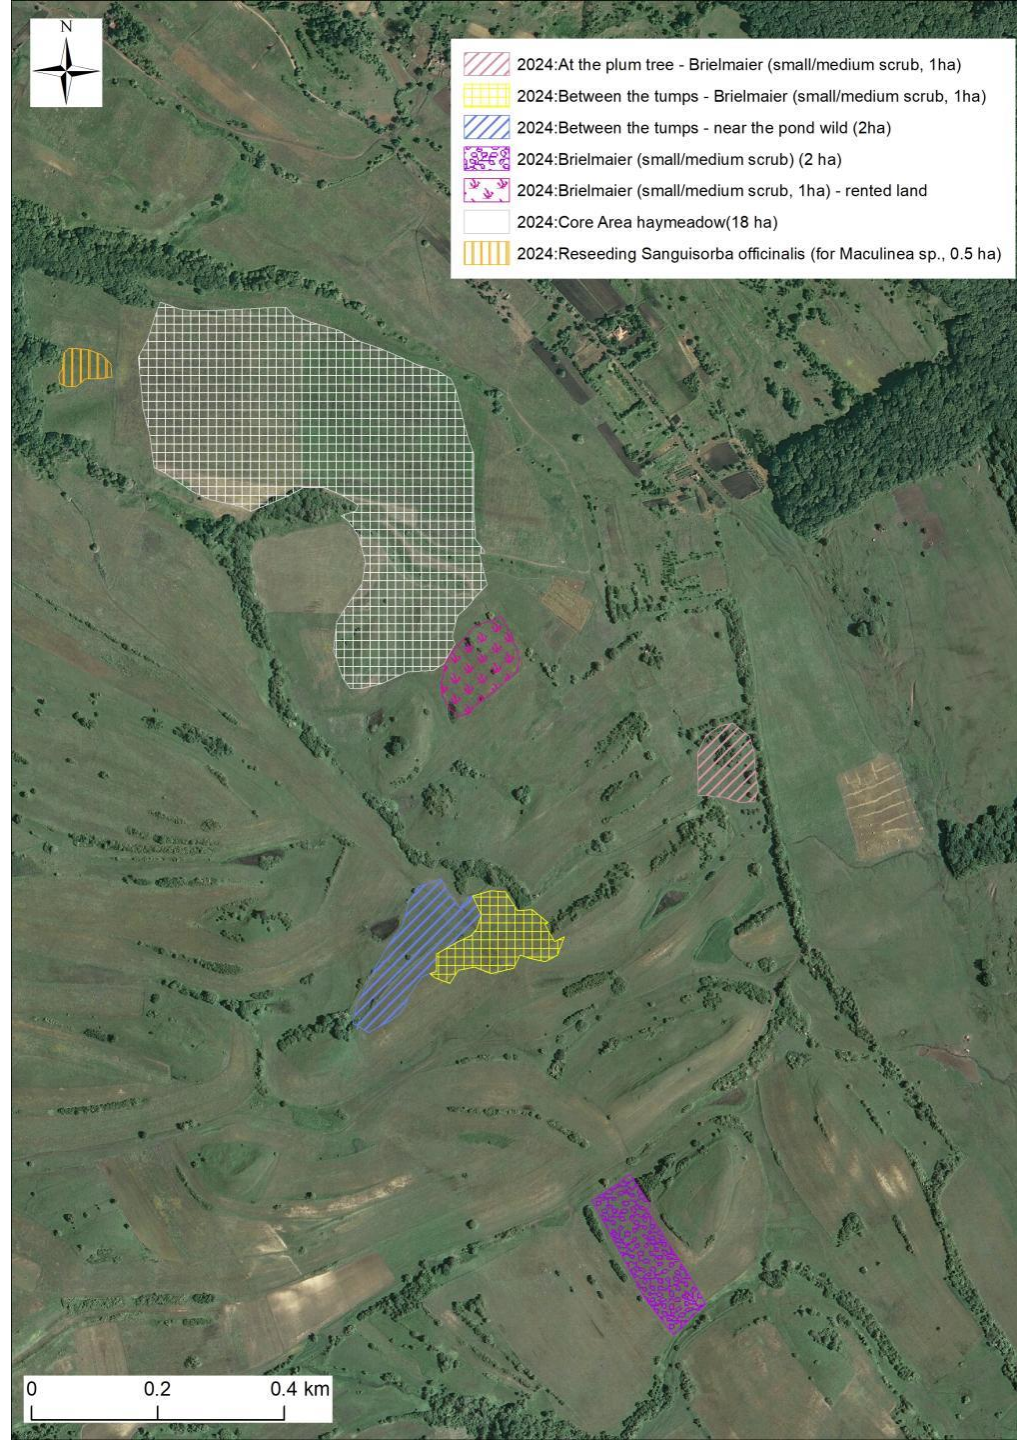 N
2024:At the plum tree - Brielmaier (small/medium scrub, 1ha)
2024:Between the tumps - Brielmaier (small/medium scrub, 1ha)
2024:Between the tumps - near the pond wild (2ha)
2024:Brielmaier (small/medium scrub) (2 ha)
2024:Brielmaier (small/medium scrub, 1ha) - rented land
2024:Core Area haymeadow(18 ha)
2024:Reseeding Sanguisorba officinalis (for Maculinea sp., 0.5 ha)
0 0.2 0.4 km